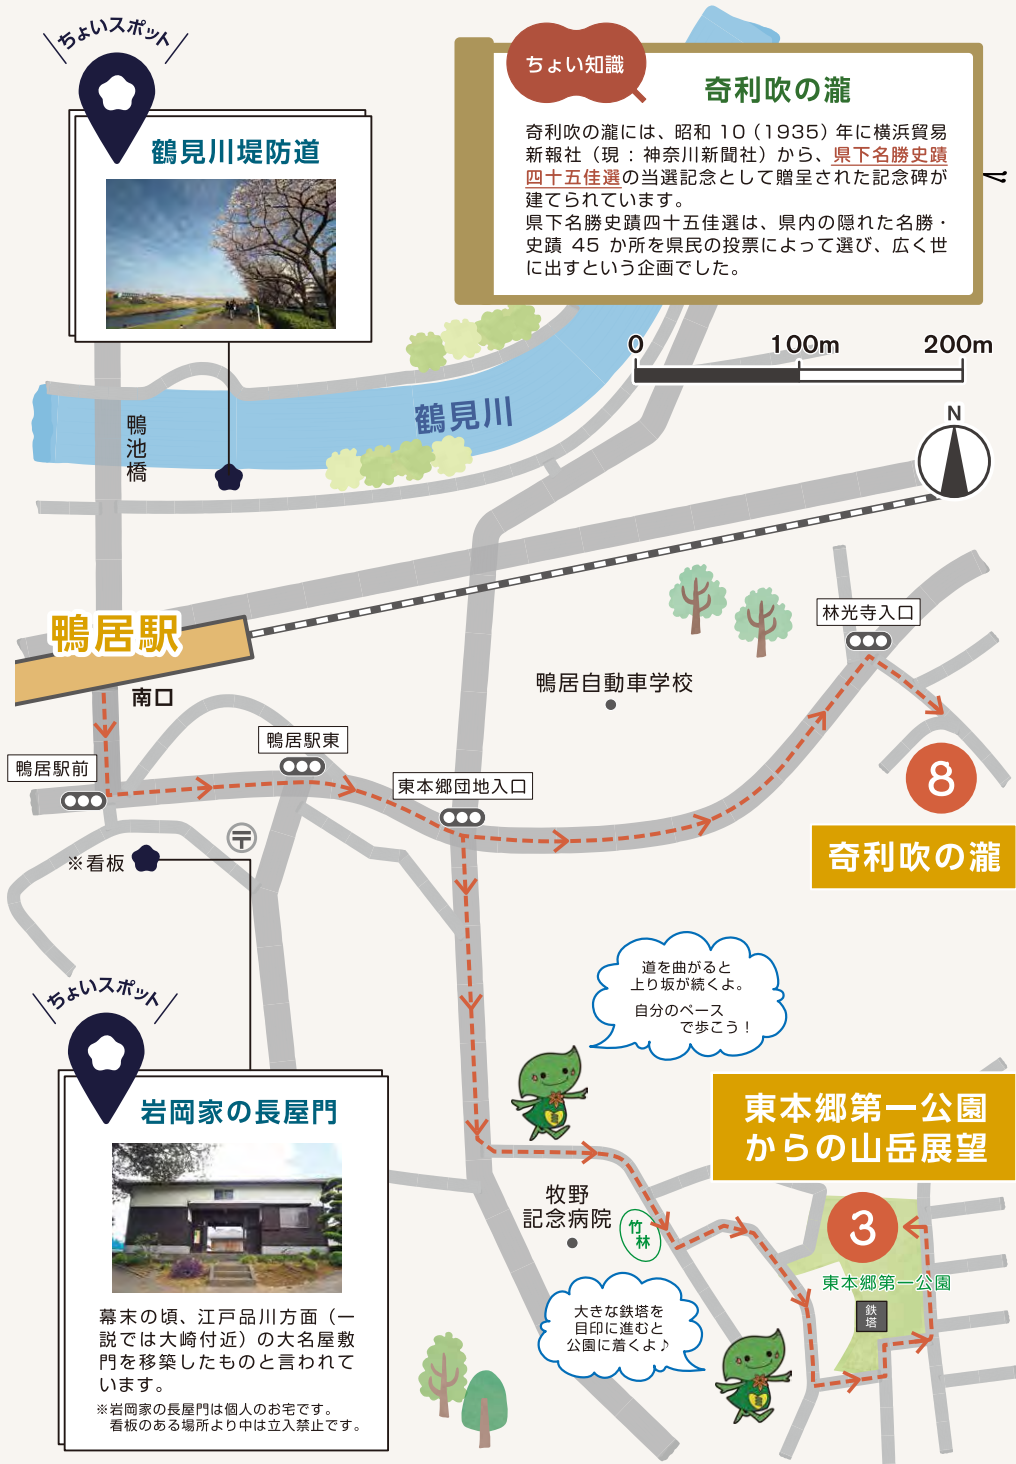 ちょいスポット
鶴見川堤防道
ちょい知識
奇利吹の瀧
奇利吹の瀧には、昭和 10（1935）年に横浜貿易
新報社（現：神奈川新聞社）から、県下名勝史蹟
四十五佳選の当選記念として贈呈された記念碑が
建てられています。
県下名勝史蹟四十五佳選は、県内の隠れた名勝・
史蹟 45 か所を県民の投票によって選び、広く世
に出すという企画でした。
0 100m 200m
N
鶴見川
鴨池橋
鴨居駅
南口
林光寺入口
鴨居自動車学校
鴨居駅東
鴨居駅前
東本郷団地入口
8
奇利吹の瀧
〒
※看板
道を曲がると
上り坂が続くよ。
自分のペース
で歩こう！
ちょいスポット
岩岡家の長屋門
幕末の頃、江戸品川方面（一
説では大崎付近）の大名屋敷
門を移築したものと言われて
います。
※岩岡家の長屋門は個人のお宅です。
看板のある場所より中は立入禁止です。
東本郷第一公園
からの山岳展望
牧野
記念病院
竹
林
3
東本郷第一公園
鉄
塔
大きな鉄塔を
目印に進むと
公園に着くよ♪